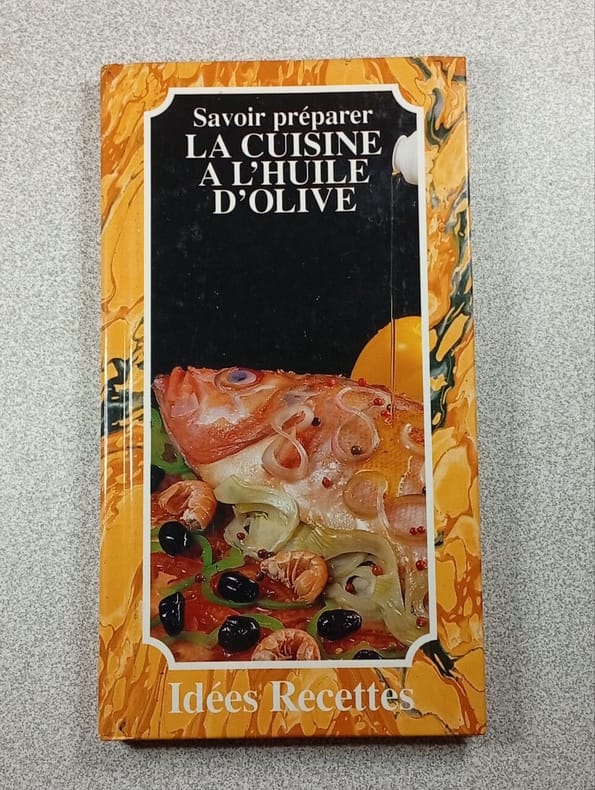 Savoir préparer
LA CUISINE
A L'HUILE
D'OLIVE
Idées Recettes